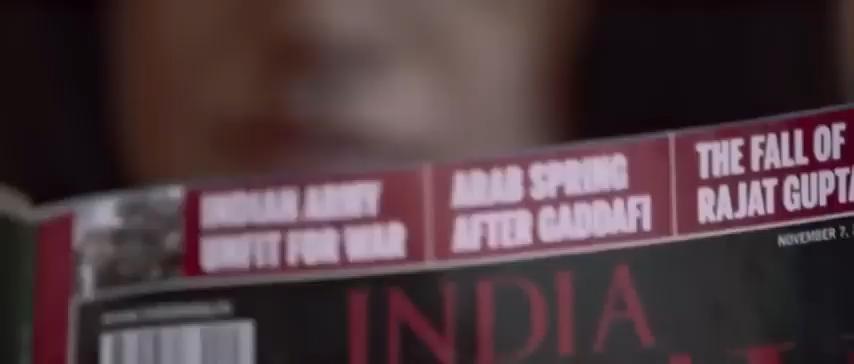 INDIAN ARMY
UNFIT FOR WAR
ARAB SPRING
AFTER GADDAFI
THE FALL OF
RAJAT GUPTA
NOVEMBER 7,
INDIA